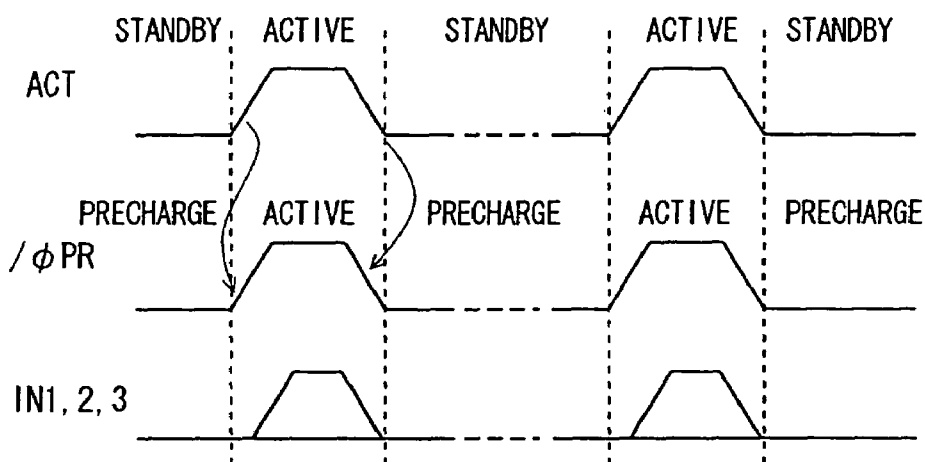 STANDBY ACTIVE STANDBY ACTIVE STANDBY
ACT
PRECHARGE ACTIVE PRECHARGE ACTIVE PRECHARGE
/φPR
IN1, 2, 3